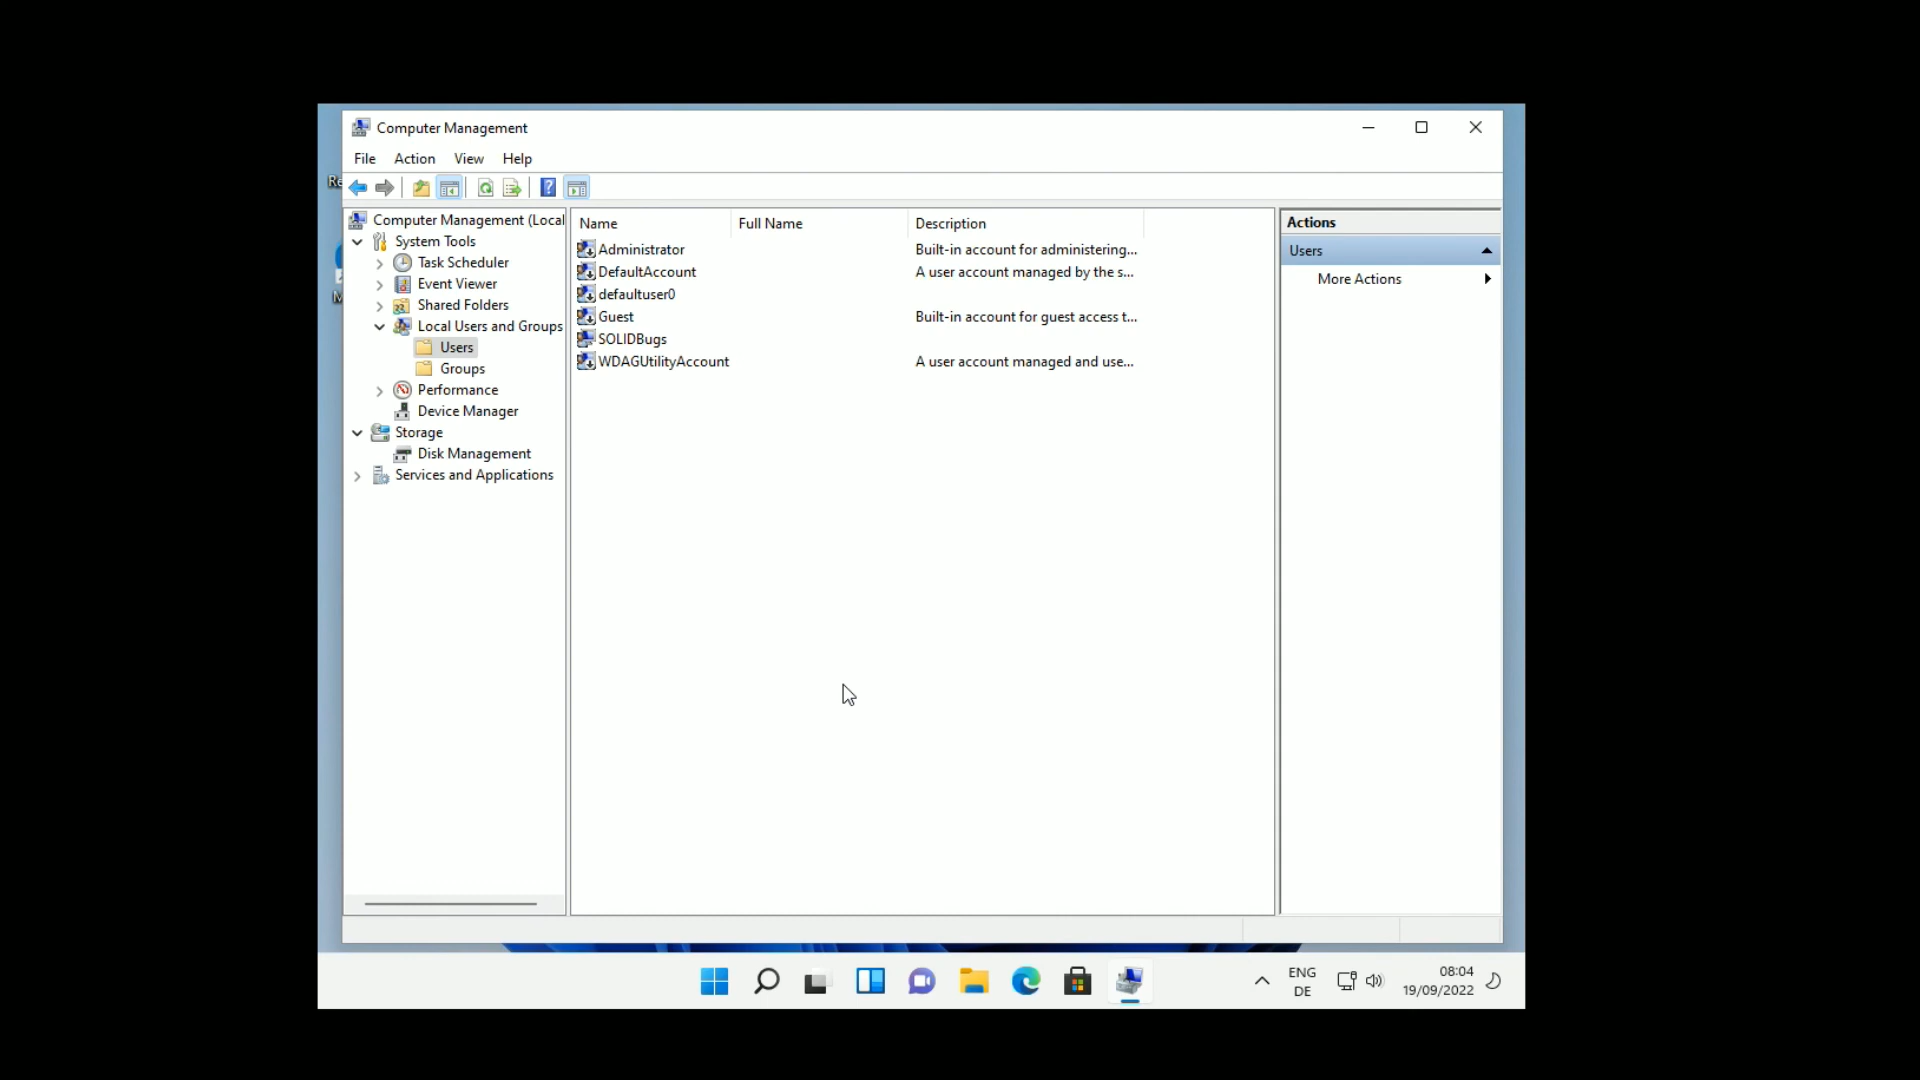 Computer Management
File Action View Help
Re
M
Computer Management (Local
System Tools
Task Scheduler
Event Viewer
Shared Folders
Local Users and Groups
Users
Groups
Performance
Device Manager
Storage
Disk Management
Services and Applications
Name Full Name Description
Administrator Built-in account for administering...
DefaultAccount A user account managed by the s...
defaultuser0
Guest Built-in account for guest access t...
SOLIDBugs
WDAGUtilityAccount A user account managed and use...
Actions
Users
More Actions
ENG
DE
08:04
19/09/2022